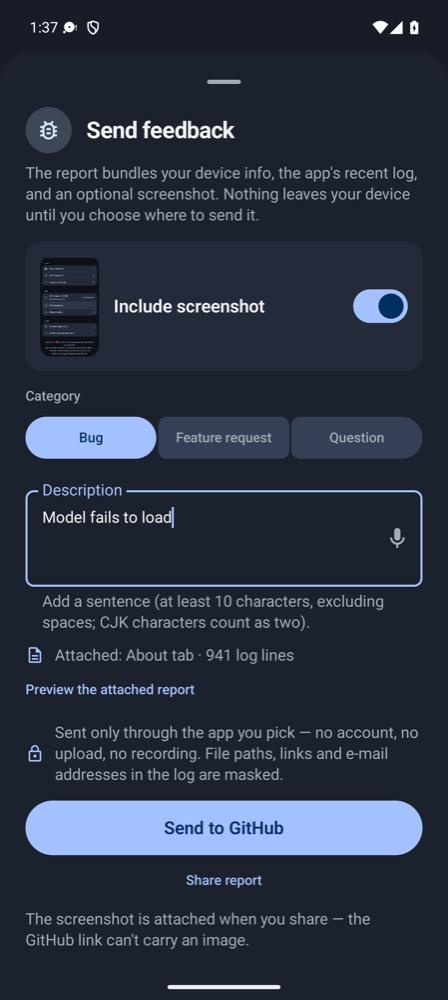 1:37
Send feedback
The report bundles your device info, the app's recent log,
and an optional screenshot. Nothing leaves your device
until you choose where to send it.
Include screenshot
Category
Bug
Feature request
Question
Description
Model fails to load
Add a sentence (at least 10 characters, excluding
spaces; CJK characters count as two).
Attached: About tab · 941 log lines
Preview the attached report
Sent only through the app you pick — no account, no
upload, no recording. File paths, links and e-mail
addresses in the log are masked.
Send to GitHub
Share report
The screenshot is attached when you share — the
GitHub link can't carry an image.